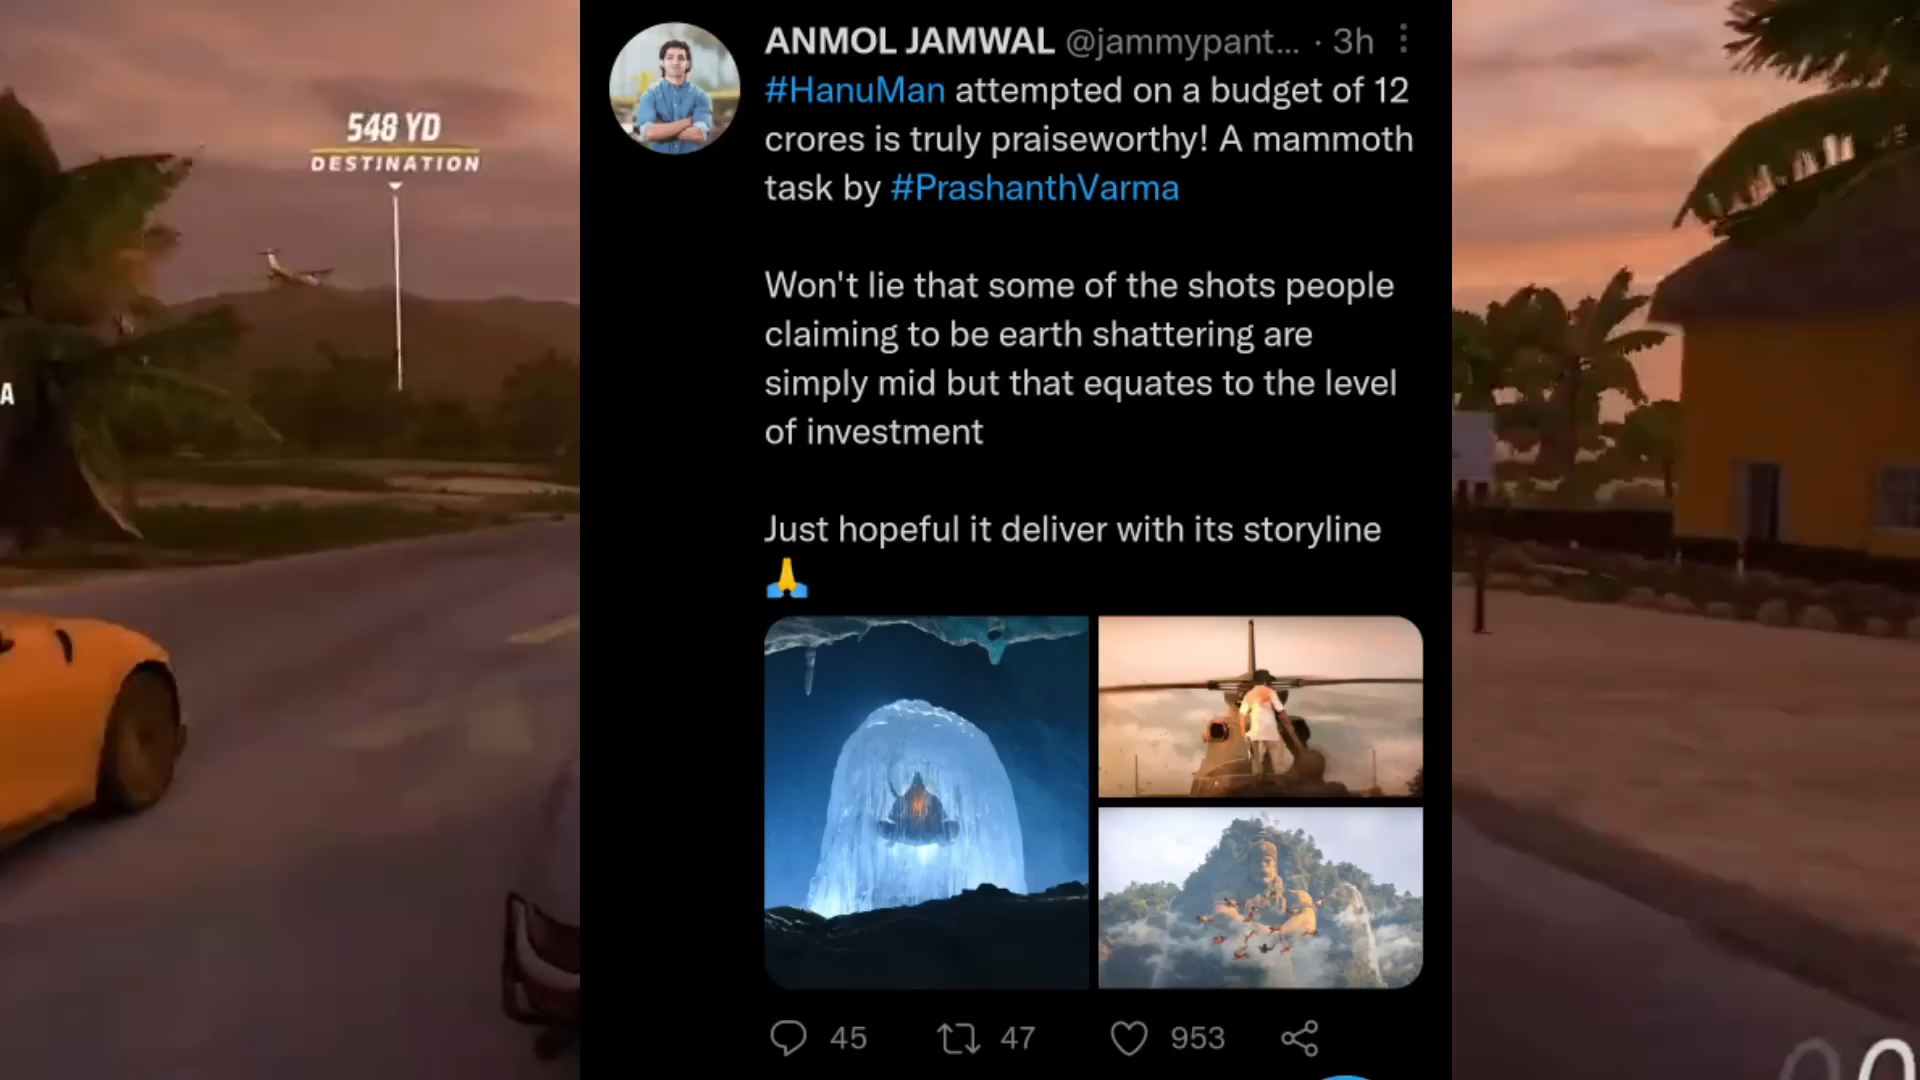 548 YD
DESTINATION
A
ANMOL JAMWAL @jammypant... · 3h
#HanuMan attempted on a budget of 12
crores is truly praiseworthy! A mammoth
task by #PrashanthVarma
Won't lie that some of the shots people
claiming to be earth shattering are
simply mid but that equates to the level
of investment
Just hopeful it deliver with its storyline
🙏
45 47 953